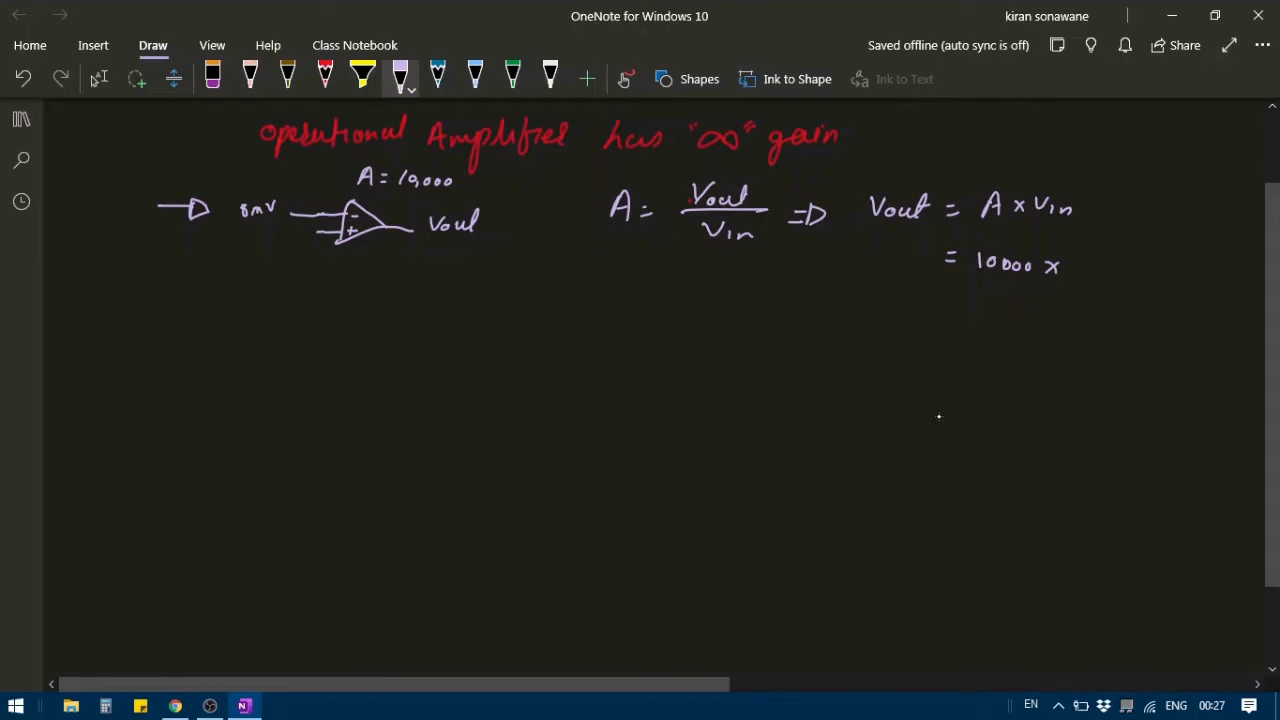 OneNote for Windows 10
kiran sonawane
Home Insert Draw View Help Class Notebook
Saved offline (auto sync is off)
Share
Shapes
Ink to Shape
Ink to Text
operational Amplifier has "∞" gain
A = 10,000
8mV
-
+
Vout
A = Vout / Vin ⇒ Vout = A × Vin
= 10000 ×
EN
ENG
00:27